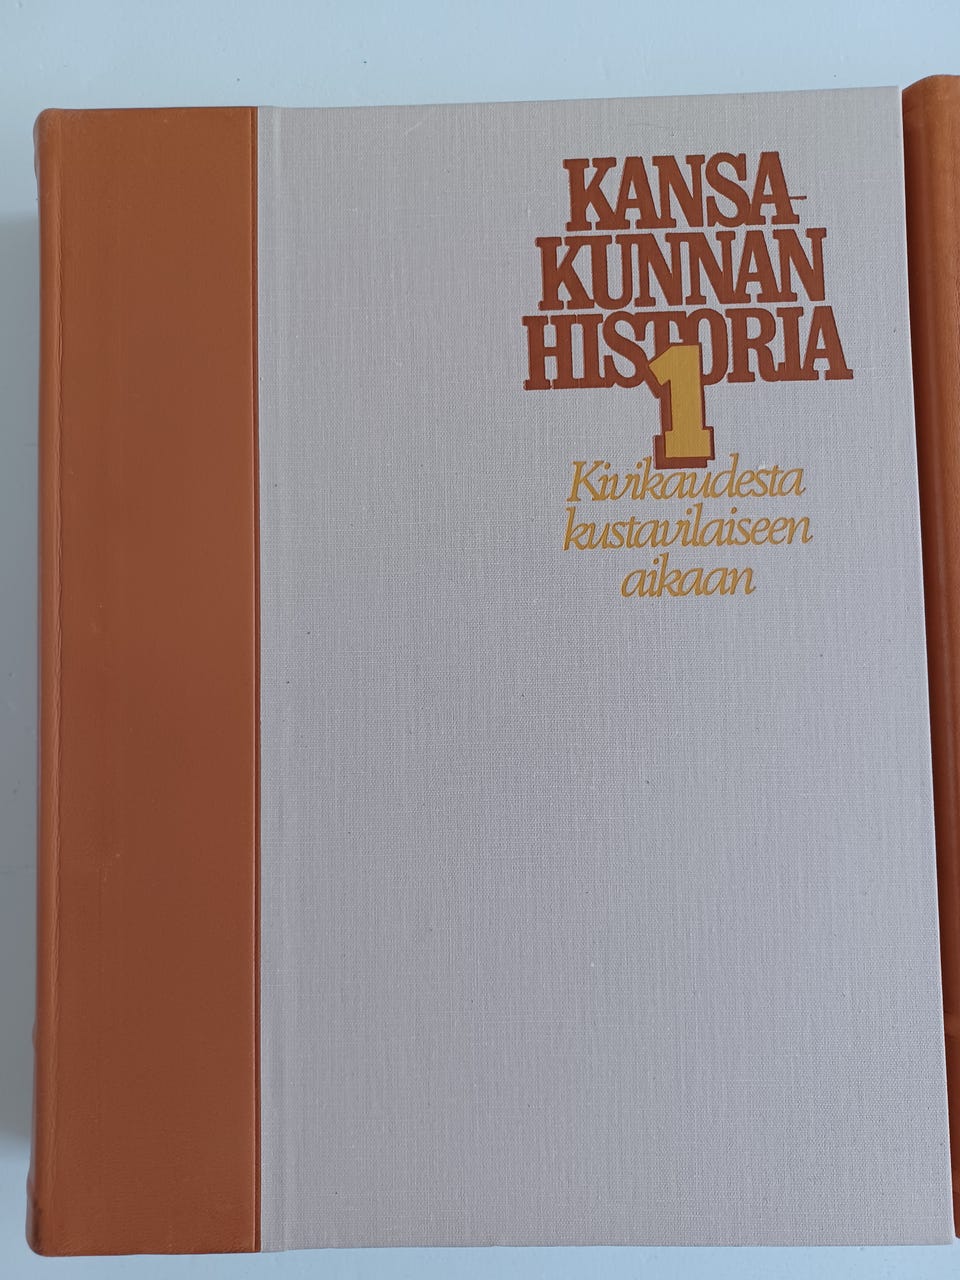 KANSA-
KUNNAN
HISTORIA
1
Kivikaudesta
kustavilaiseen
aikaan